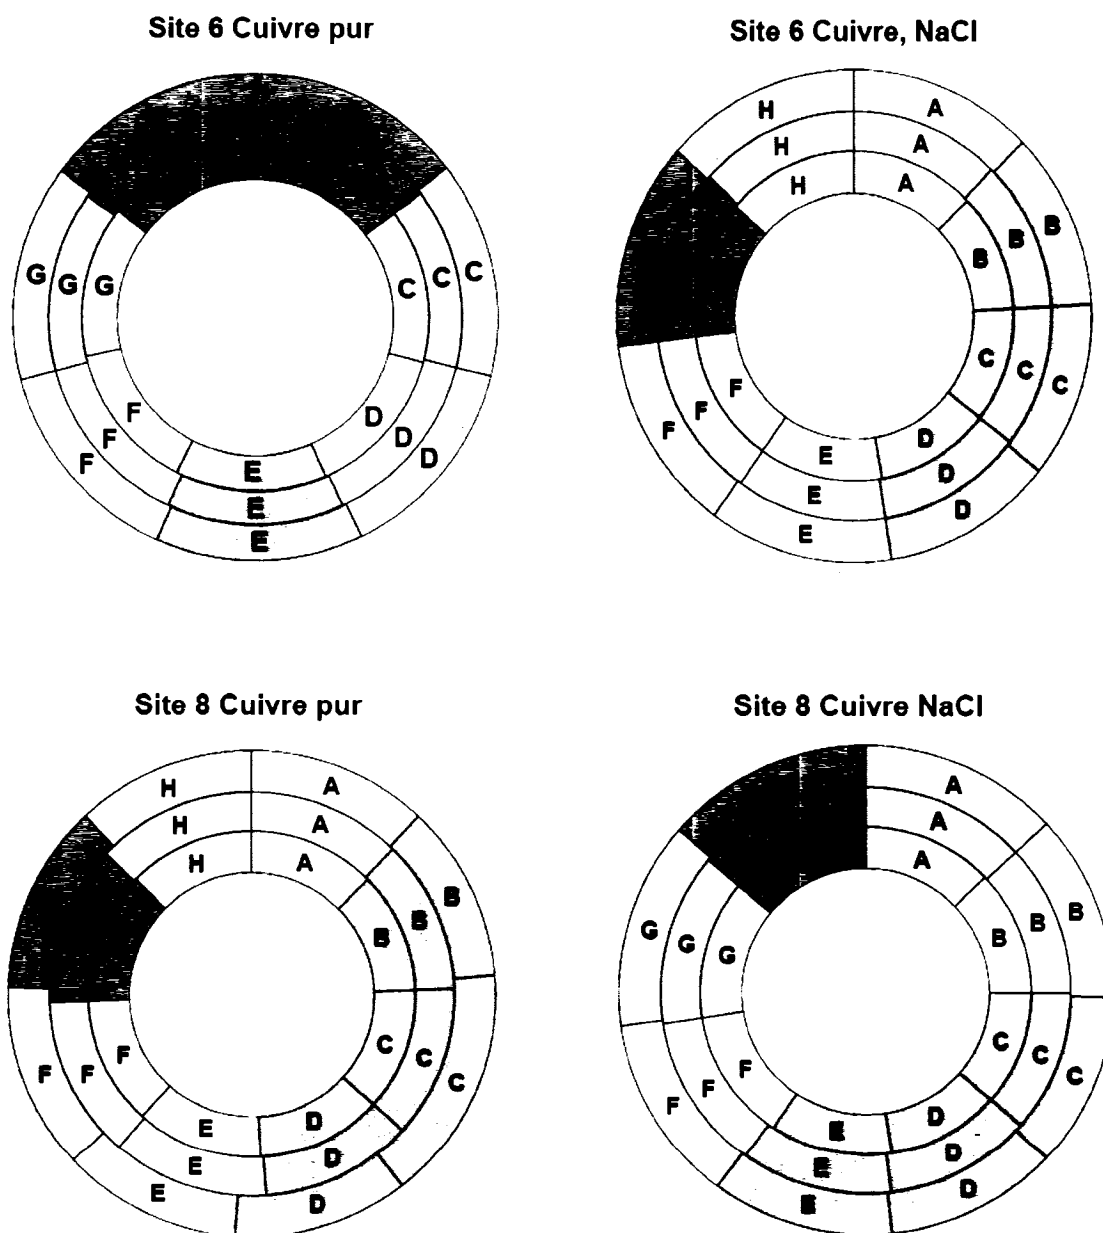 Site 6 Cuivre pur
G G G C C C
F F F D D D
E
E
E
Site 6 Cuivre, NaCl
H A
H A
H A
B B B
C C C
F F F
D
D
D
E
E
E
Site 8 Cuivre pur
H A
H A
H A
B B B
C C C
F F F
E D
E D
E D
Site 8 Cuivre NaCl
A
A
A
B B B
G G G
C C C
F F F
E D
E D
E D